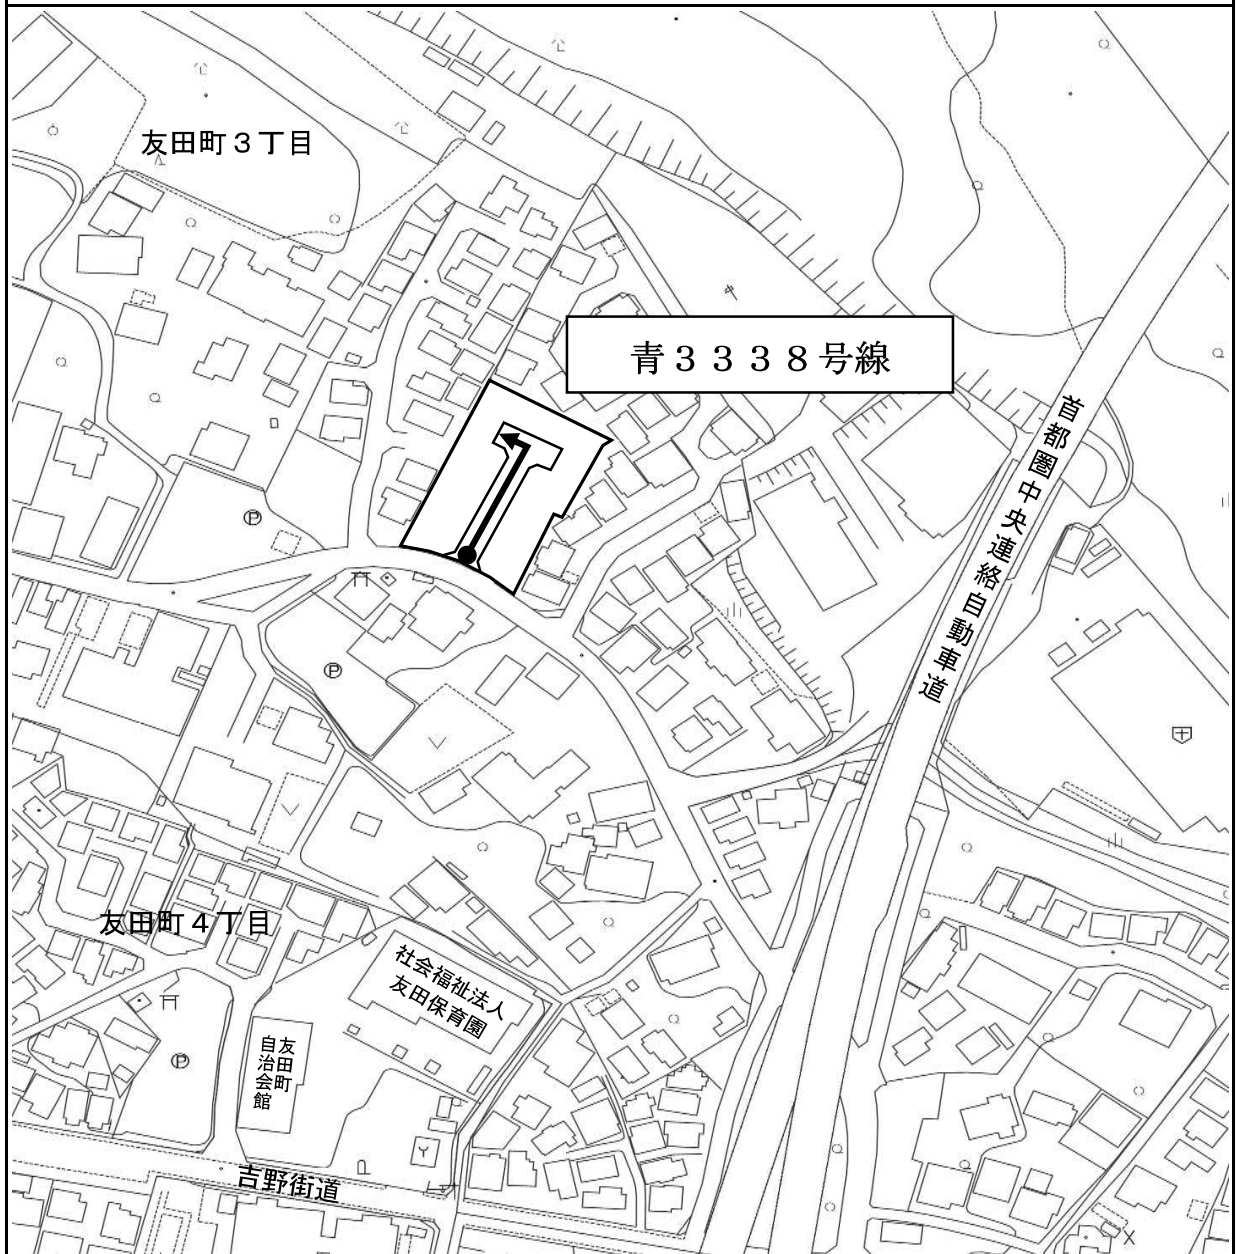 友田町３丁目
青３３３８号線
首都圏中央連絡自動車道
Ⓟ
Ⓟ
友田町４丁目
社会福祉法人
友田保育園
友田町
自治会館
Ⓟ
吉野街道